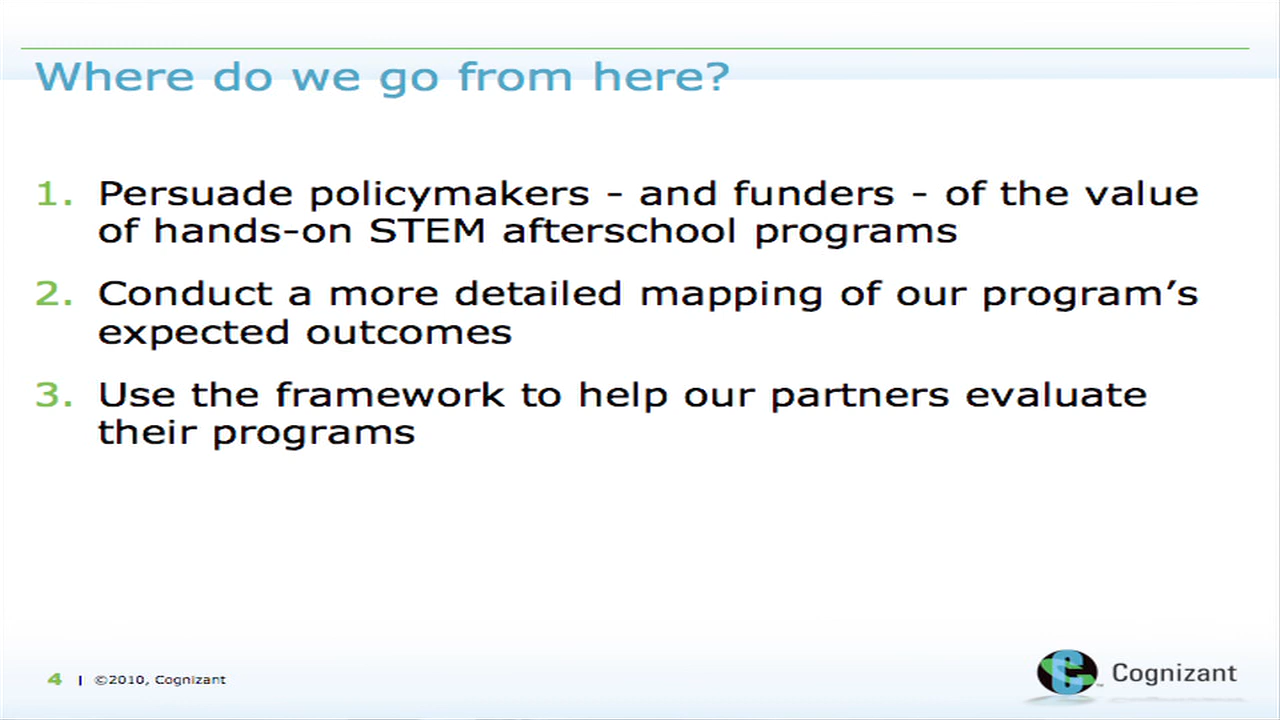 Where do we go from here?
1. Persuade policymakers - and funders - of the value
of hands-on STEM afterschool programs
2. Conduct a more detailed mapping of our program’s
expected outcomes
3. Use the framework to help our partners evaluate
their programs
4 | ©2010, Cognizant
Cognizant